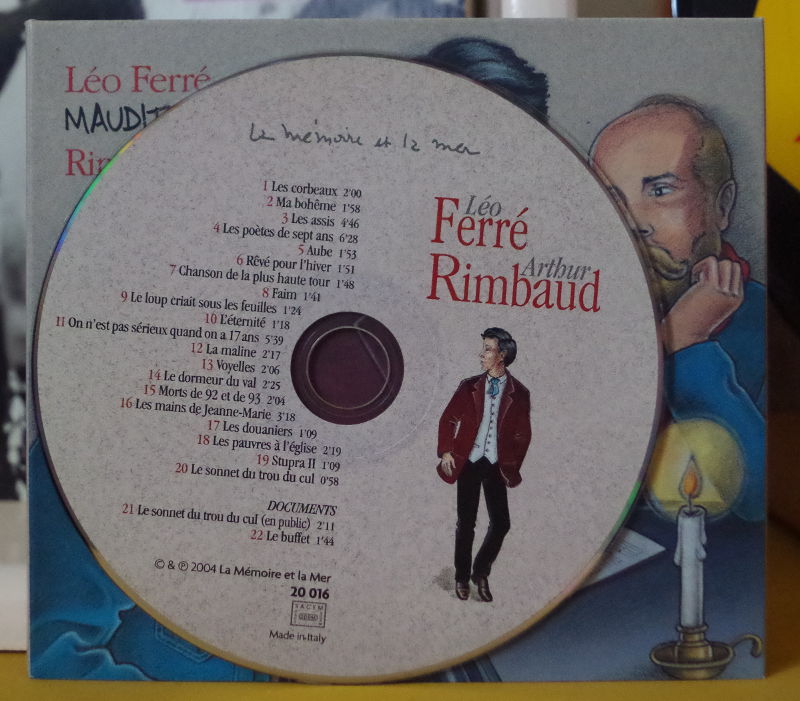 Léo Ferré
MAUDIT
Ri
La mémoire et la mer
1 Les corbeaux 2'00
2 Ma bohême 1'58
3 Les assis 4'46
4 Les poètes de sept ans 6'28
5 Aube 1'53
6 Rêvé pour l'hiver 1'51
7 Chanson de la plus haute tour 1'48
8 Faim 1'41
9 Le loup criait sous les feuilles 1'24
10 L'éternité 1'18
11 On n'est pas sérieux quand on a 17 ans 5'39
12 La maline 2'17
13 Voyelles 2'06
14 Le dormeur du val 2'25
15 Morts de 92 et de 93 2'04
16 Les mains de Jeanne-Marie 3'18
17 Les douaniers 1'09
18 Les pauvres à l'église 2'19
19 Stupra II 1'09
20 Le sonnet du trou du cul 0'58
DOCUMENTS
21 Le sonnet du trou du cul (en public) 2'11
22 Le buffet 1'44
© & ℗ 2004 La Mémoire et la Mer
20 016
SACEM
Made in Italy
Léo
Ferré
Arthur
Rimbaud